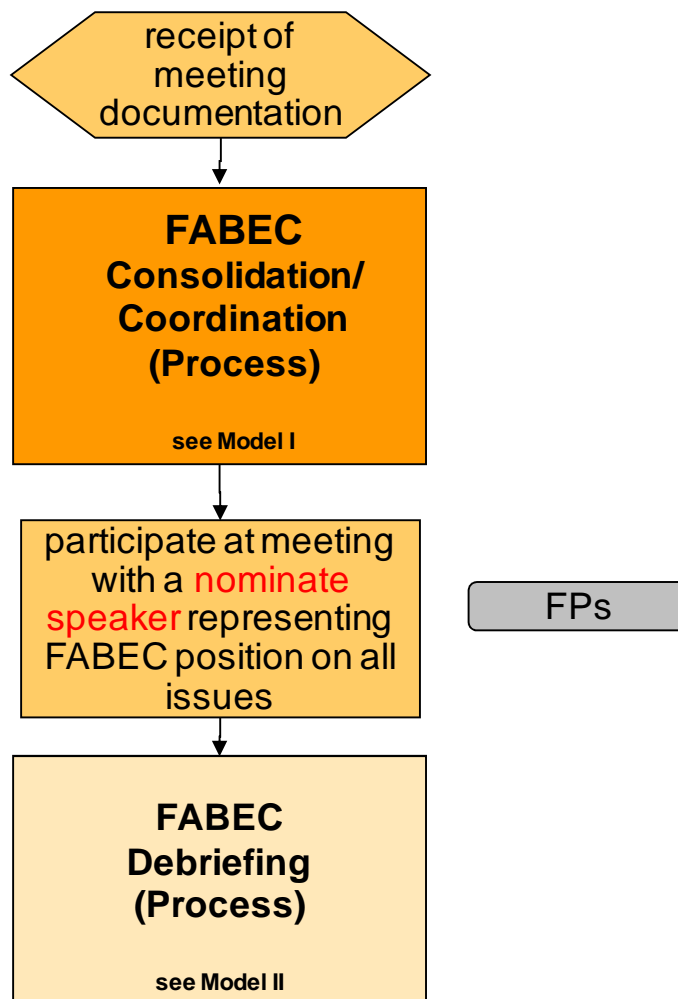 receipt of
meeting
documentation
FABEC
Consolidation/
Coordination
(Process)
see Model I
participate at meeting
with a nominate
speaker representing
FABEC position on all
issues
FPs
FABEC
Debriefing
(Process)
see Model II